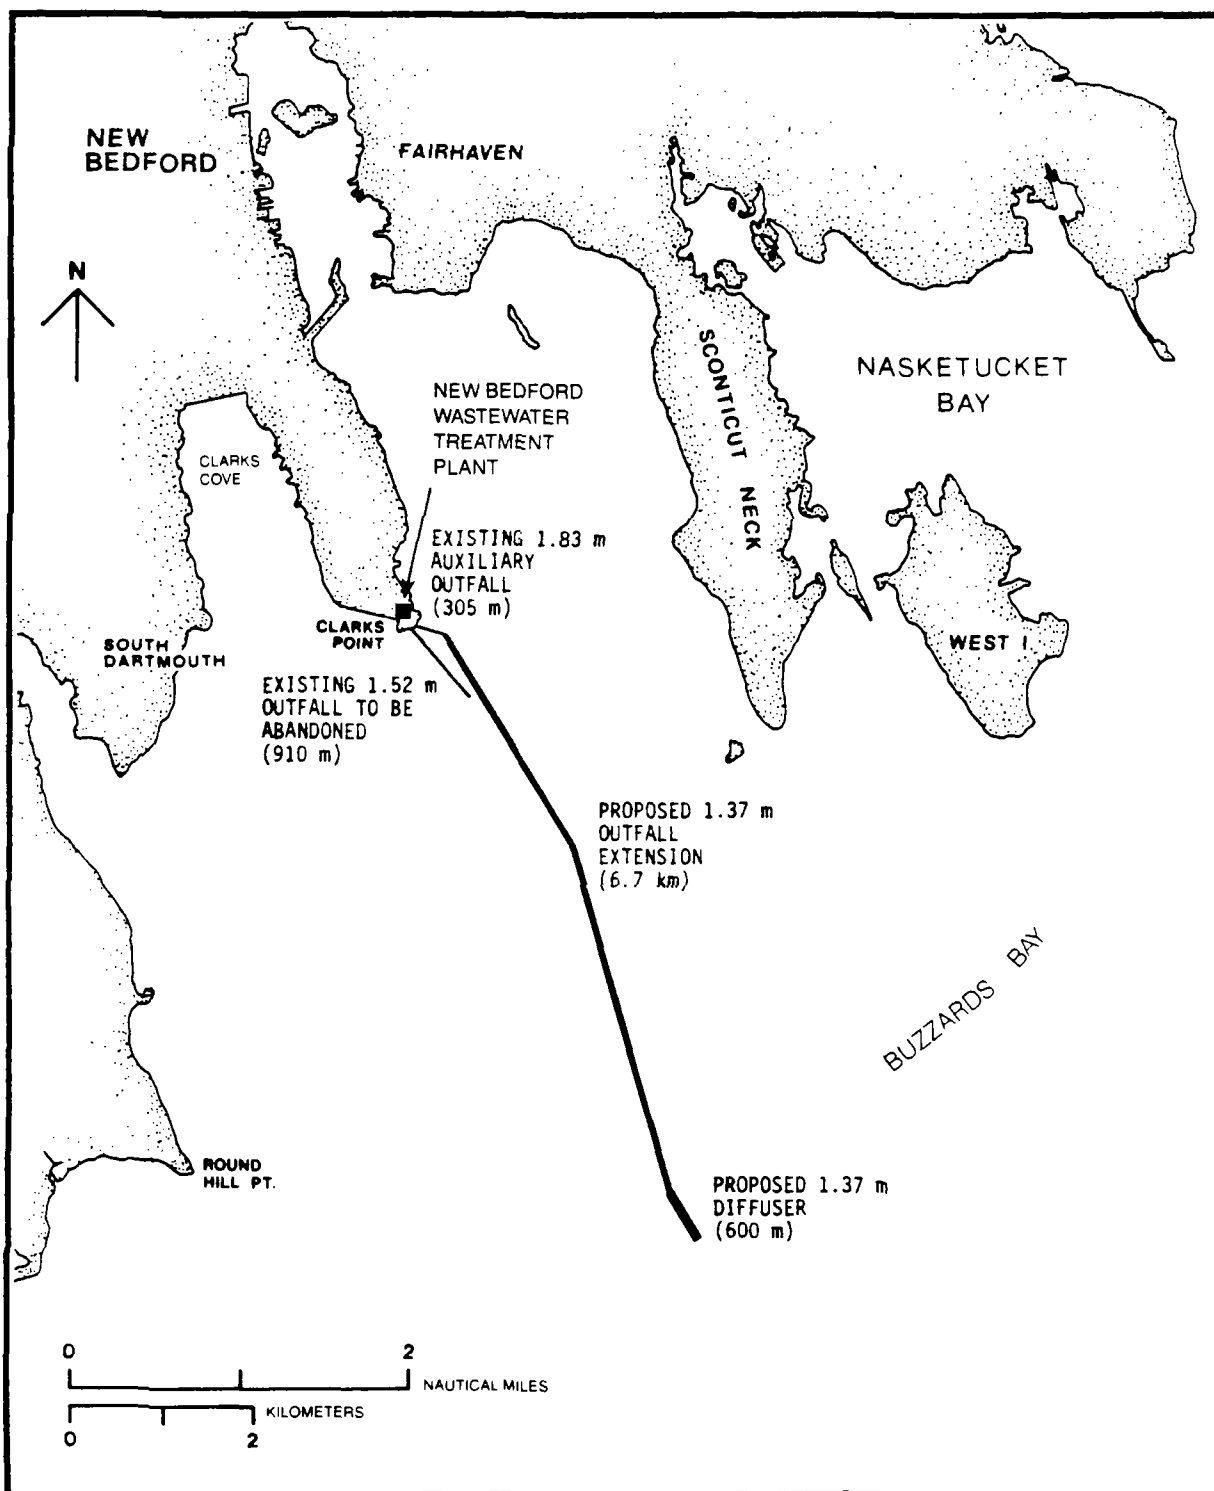 NEW
BEDFORD
FAIRHAVEN
N
SCONTICUT NECK
NASKETUCKET
BAY
NEW BEDFORD
WASTEWATER
TREATMENT
PLANT
CLARKS
COVE
EXISTING 1.83 m
AUXILIARY
OUTFALL
(305 m)
CLARKS
POINT
SOUTH
DARTMOUTH
WEST I.
EXISTING 1.52 m
OUTFALL TO BE
ABANDONED
(910 m)
PROPOSED 1.37 m
OUTFALL
EXTENSION
(6.7 km)
BUZZARDS BAY
ROUND
HILL PT.
PROPOSED 1.37 m
DIFFUSER
(600 m)
0 2
NAUTICAL MILES
KILOMETERS
0 2